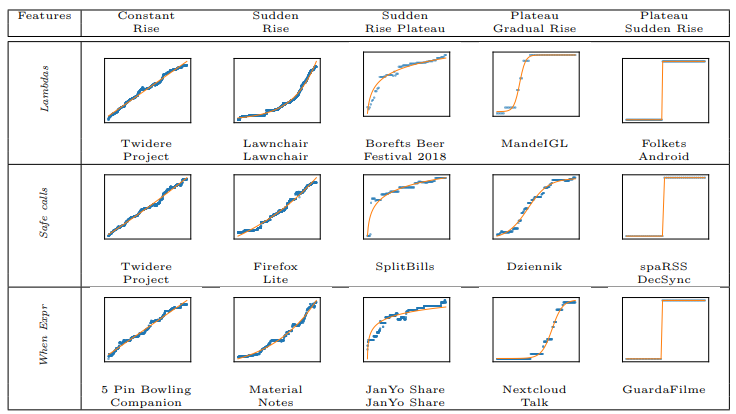 Features
Constant
Rise
Sudden
Rise
Sudden
Rise Plateau
Plateau
Gradual Rise
Plateau
Sudden Rise
Lambdas
Twidere
Project
Lawnchair
Lawnchair
Borefts Beer
Festival 2018
MandeIGL
Folkets
Android
Safe calls
Twidere
Project
Firefox
Lite
SplitBills
Dziennik
spaRSS
DecSync
When Expr
5 Pin Bowling
Companion
Material
Notes
JanYo Share
JanYo Share
Nextcloud
Talk
GuardaFilme